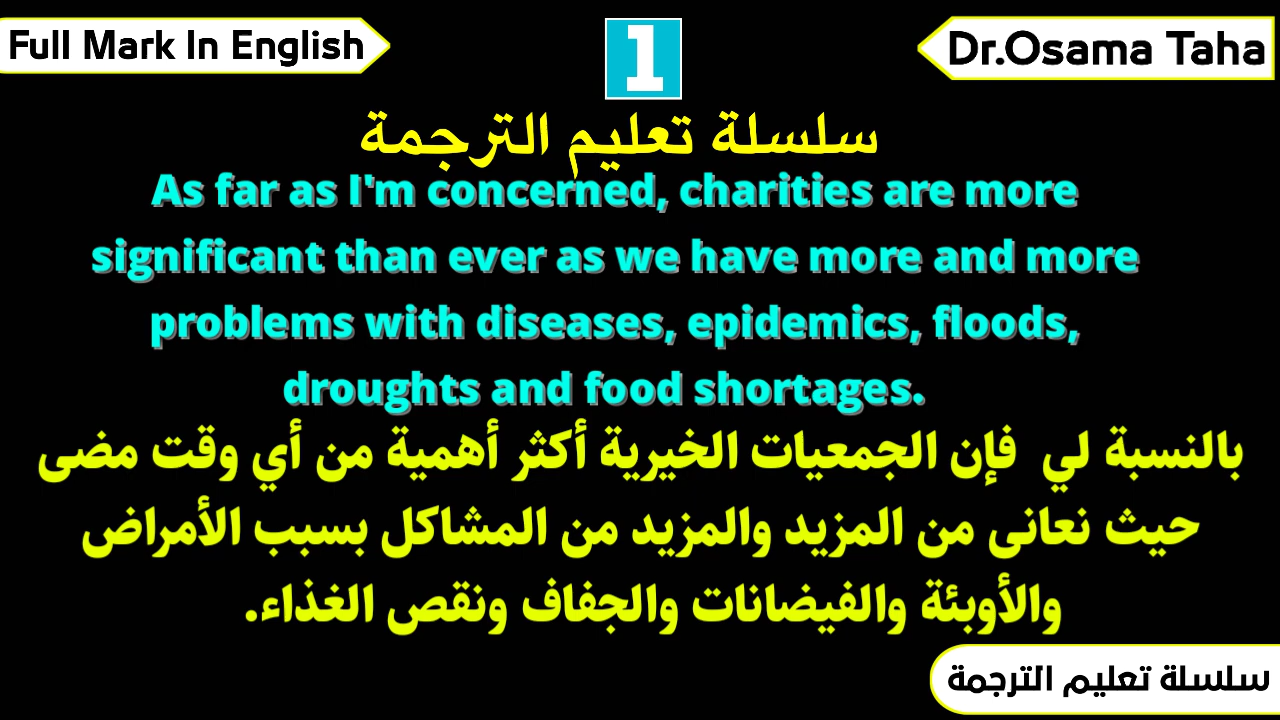 Full Mark In English
1
Dr.Osama Taha
سلسلة تعليم الترجمة
As far as I'm concerned, charities are more
significant than ever as we have more and more
problems with diseases, epidemics, floods,
droughts and food shortages.
بالنسبة لي فإن الجمعيات الخيرية أكثر أهمية من أي وقت مضى
حيث نعانى من المزيد والمزيد من المشاكل بسبب الأمراض
والأوبئة والفيضانات والجفاف ونقص الغذاء.
سلسلة تعليم الترجمة